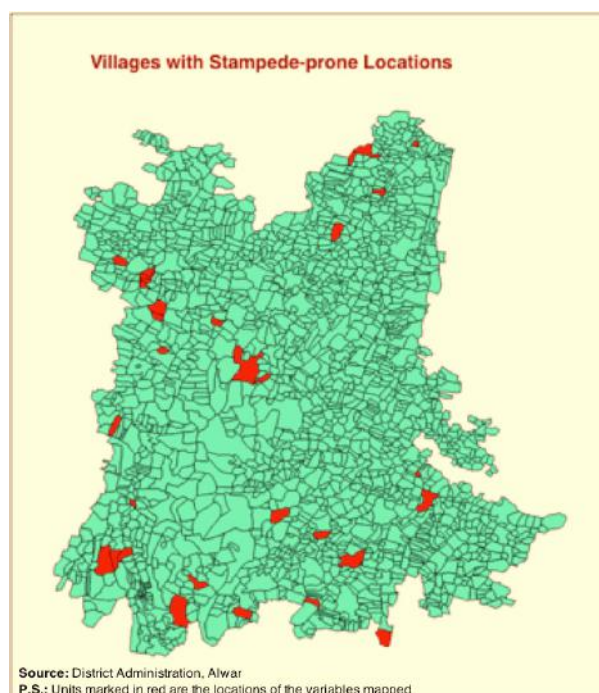 Villages with Stampede-prone Locations
Source: District Administration, Alwar
P.S.: Units marked in red are the locations of the variables mapped